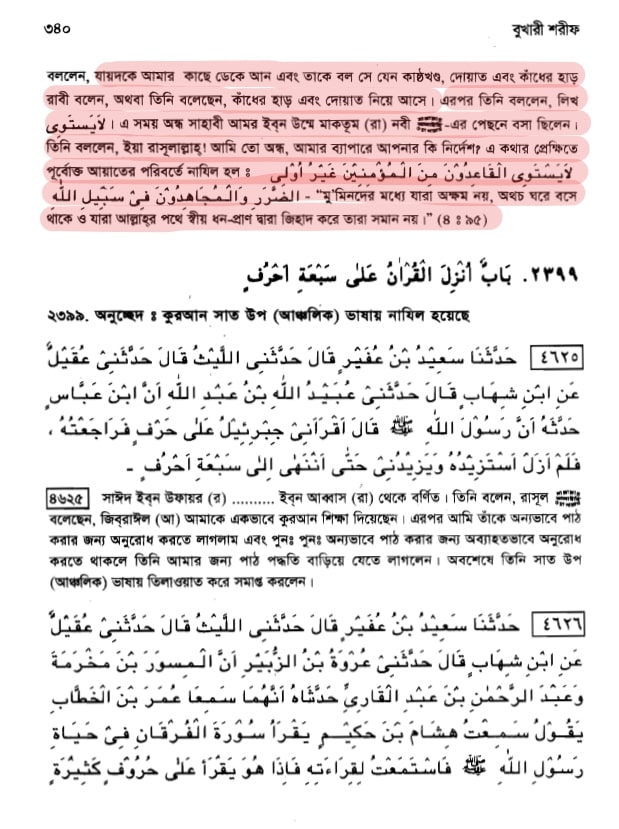 ৩৪০ বুখারী শরীফ
বললেন, যায়দকে আমার কাছে ডেকে আন এবং তাকে বল সে যেন কাষ্ঠখণ্ড, দোয়াত এবং কাঁধের হাড়
রাবী বলেন, অথবা তিনি বলেছেন, কাঁধের হাড় এবং দোয়াত নিয়ে আসে। এরপর তিনি বললেন, লিখ
لاَيَسْتَوِى । এ সময় অন্ধ সাহাবী আমর ইব্‌ন উম্মে মাকতূম (রা) নবী ﷺ-এর পেছনে বসা ছিলেন।
তিনি বললেন, ইয়া রাসূলাল্লাহ্! আমি তো অন্ধ, আমার ব্যাপারে আপনার কি নির্দেশ? এ কথার প্রেক্ষিতে
পূর্বোক্ত আয়াতের পরিবর্তে নাযিল হল : لاَيَسْتَوِى الْقَاعِدُوْنَ مِنَ الْمُؤْمِنِيْنَ غَيْرُ أُوْلِى
الضَّرَرِ وَالْمُجَاهِدُوْنَ فِىْ سَبِيْلِ اللّٰهِ - “মু’মিনদের মধ্যে যারা অক্ষম নয়, অথচ ঘরে বসে
থাকে ও যারা আল্লাহ্‌র পথে স্বীয় ধন-প্রাণ দ্বারা জিহাদ করে তারা সমান নয়।” (৪ : ৯৫)
٢٣٩٩. بَابٌ أُنْزِلَ الْقُرْاٰنُ عَلٰى سَبْعَةِ اَحْرُفٍ
২৩৯৯. অনুচ্ছেদ : কুরআন সাত উপ (আঞ্চলিক) ভাষায় নাযিল হয়েছে
٤٦٢٥ حَدَّثَنَا سَعِيْدُ بْنُ عُفَيْرٍ قَالَ حَدَّثَنِى اللَّيْثُ قَالَ حَدَّثَنِىْ عُقَيْلٌ
عَنِ ابْنِ شِهَابٍ قَالَ حَدَّثَنِىْ عُبَيْدُ اللّٰهِ بْنُ عَبْدِ اللّٰهِ اَنَّ ابْنَ عَبَّاسٍ
حَدَّثَهُ اَنَّ رَسُوْلَ اللّٰهِ ﷺ قَالَ اَقْرَاَنِىْ جِبْرِئِيْلُ عَلٰى حَرْفٍ فَرَاجَعْتُهُ ،
فَلَمْ اَزَلْ اَسْتَزِيْدُهُ وَيَزِيْدُنِىْ حَتّٰى اَنْتَهٰى اِلٰى سَبْعَةِ اَحْرُفٍ -
৪৬২৫ সাঈদ ইব্‌ন উফায়র (র) .......... ইব্‌ন আব্বাস (রা) থেকে বর্ণিত। তিনি বলেন, রাসূল ﷺ
বলেছেন, জিব্‌রাঈল (আ) আমাকে একভাবে কুরআন শিক্ষা দিয়েছেন। এরপর আমি তাঁকে অন্যভাবে পাঠ
করার জন্য অনুরোধ করতে লাগলাম এবং পুনঃ পুনঃ অন্যভাবে পাঠ করার জন্য অব্যাহতভাবে অনুরোধ
করতে থাকলে তিনি আমার জন্য পাঠ পদ্ধতি বাড়িয়ে যেতে লাগলেন। অবশেষে তিনি সাত উপ
(আঞ্চলিক) ভাষায় তিলাওয়াত করে সমাপ্ত করলেন।
٤٦٢٦ حَدَّثَنَا سَعِيْدُ بْنُ عُفَيْرٍ قَالَ حَدَّثَنِى اللَّيْثُ قَالَ حَدَّثَنِىْ عُقَيْلٌ
عَنِ ابْنِ شِهَابٍ قَالَ حَدَّثَنِىْ عُرْوَةُ بْنُ الزُّبَيْرِ اَنَّ الْمِسْوَرَ بْنَ مَخْرَمَةَ
وَعَبْدَ الرَّحْمٰنِ بْنَ عَبْدِ الْقَارِىِّ حَدَّثَاهُ اَنَّهُمَا سَمِعَا عُمَرَ بْنَ الْخَطَّابِ
يَقُوْلُ سَمِعْتُ هِشَامَ بْنَ حَكِيْمٍ يَقْرَأُ سُوْرَةَ الْفُرْقَانِ فِىْ حَيَاةِ
رَسُوْلِ اللّٰهِ ﷺ فَاسْتَمَعْتُ لِقِرَاءَتِهِ فَاِذَا هُوَ يَقْرَأُ عَلٰى حُرُوْفٍ كَثِيْرَةٍ